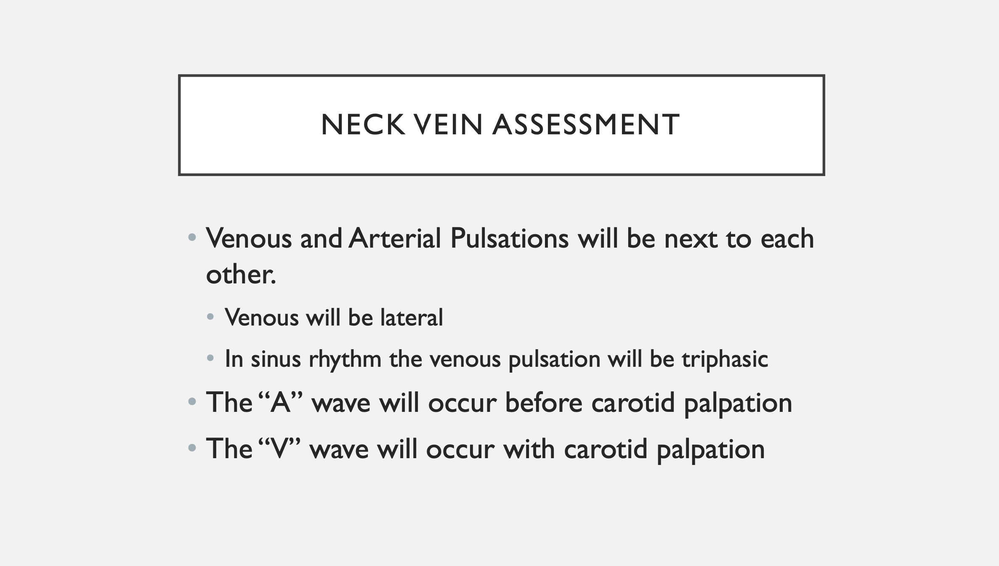 NECK VEIN ASSESSMENT
• Venous and Arterial Pulsations will be next to each
other.
• Venous will be lateral
• In sinus rhythm the venous pulsation will be triphasic
• The “A” wave will occur before carotid palpation
• The “V” wave will occur with carotid palpation